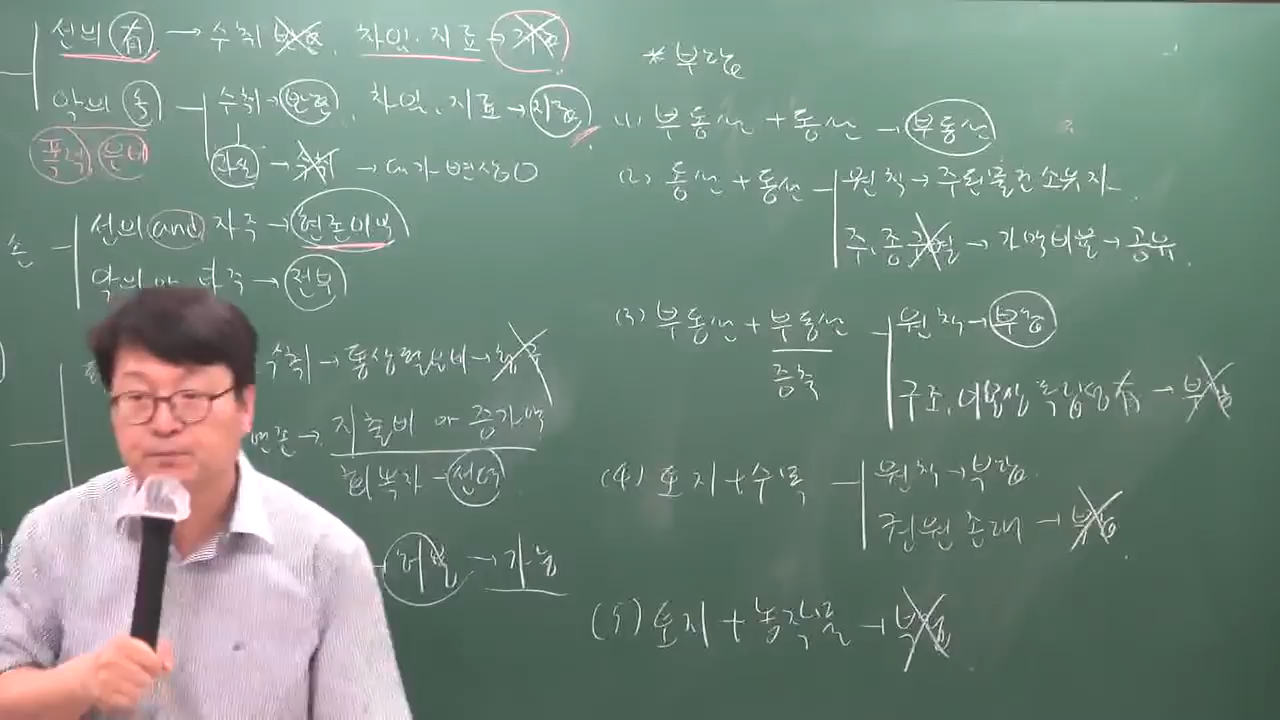 선의 有 → 수취 반환, 차임·지료 → 지급
악의 동 수취 → 반환, 차임, 지료 → 지급
폭력, 은비 과실 → 수취 → 대가 변상 O
손 선의 and 자주 → 현존이익
악의 or 타주 → 전부
수취 → 통상필요비 → 청구
보존 → 지출비 or 증가액
회복자 - 선택
→ 가능
* 부합
(1) 부동산 + 동산 → 부동산
(2) 동산 + 동산 원칙 → 주된 물건 소유자
주, 종 구별 → 가액비율 → 공유
(3) 부동산 + 부동산 원칙 → 부합
증축 구조, 이용상 독립성 有 → 부합
(4) 토지 + 수목 원칙 → 부합
권원 존재 → 부합
(5) 토지 + 농작물 → 부합